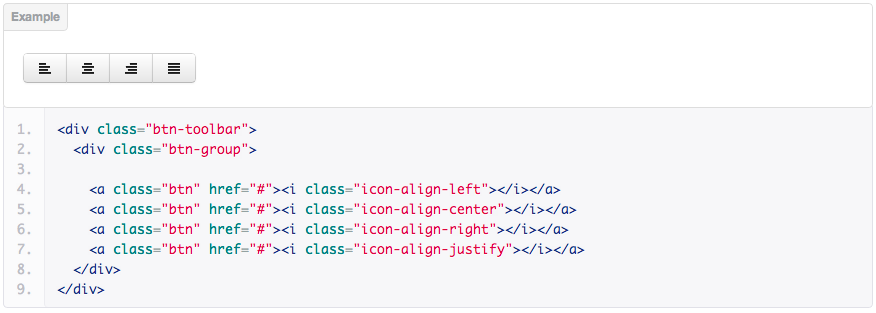 Example
1. <div class="btn-toolbar">
2.   <div class="btn-group">
3.
4.     <a class="btn" href="#"><i class="icon-align-left"></i></a>
5.     <a class="btn" href="#"><i class="icon-align-center"></i></a>
6.     <a class="btn" href="#"><i class="icon-align-right"></i></a>
7.     <a class="btn" href="#"><i class="icon-align-justify"></i></a>
8.   </div>
9. </div>